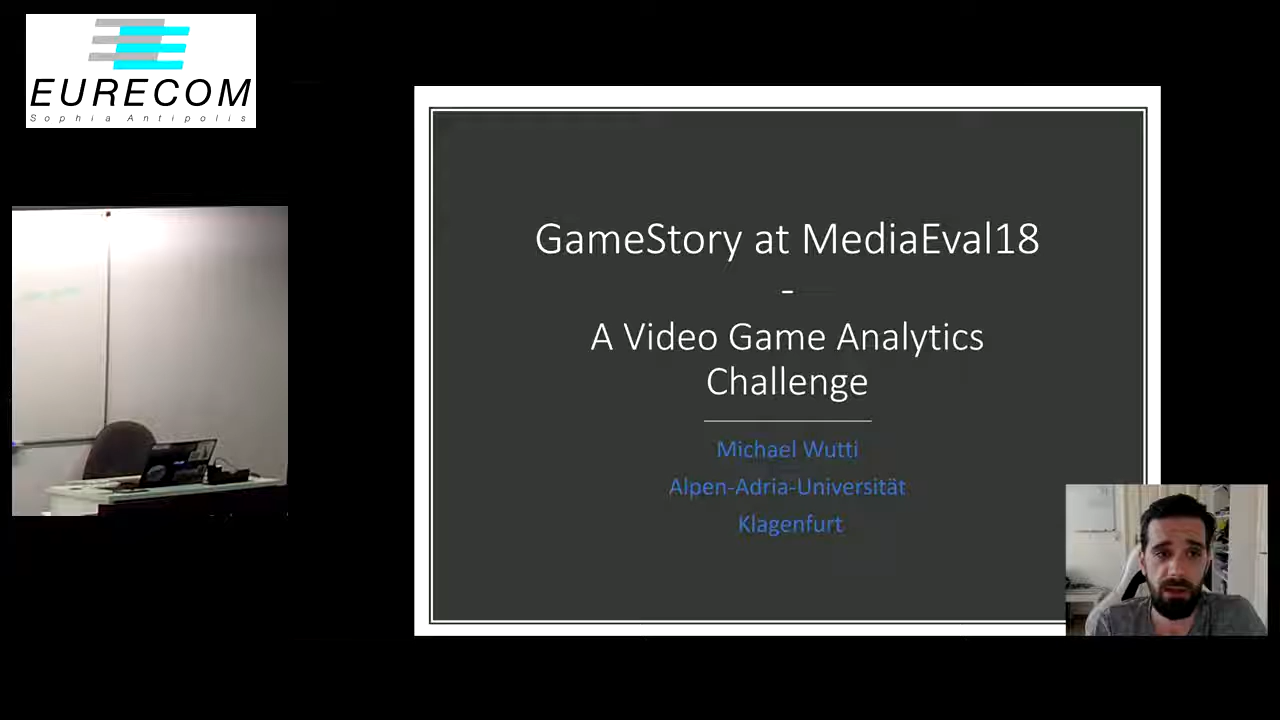 EURECOM
Sophia Antipolis
GameStory at MediaEval18
-
A Video Game Analytics
Challenge
Michael Wutti
Alpen-Adria-Universität
Klagenfurt